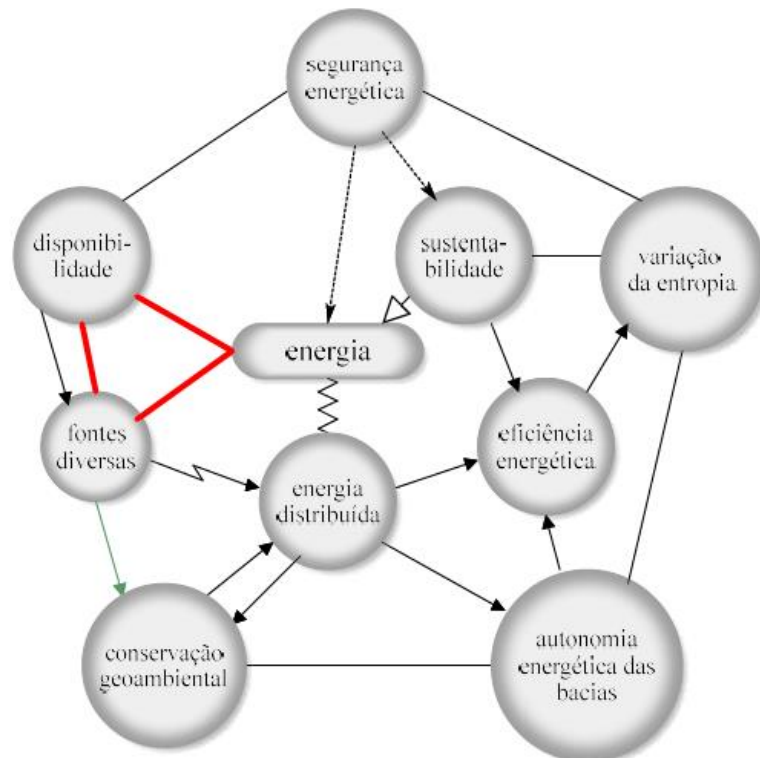 segurança
energética
disponibi-
lidade
sustenta-
bilidade
variação
da entropia
energia
fontes
diversas
eficiência
energética
energia
distribuída
conservação
geoambiental
autonomia
energética das
bacias